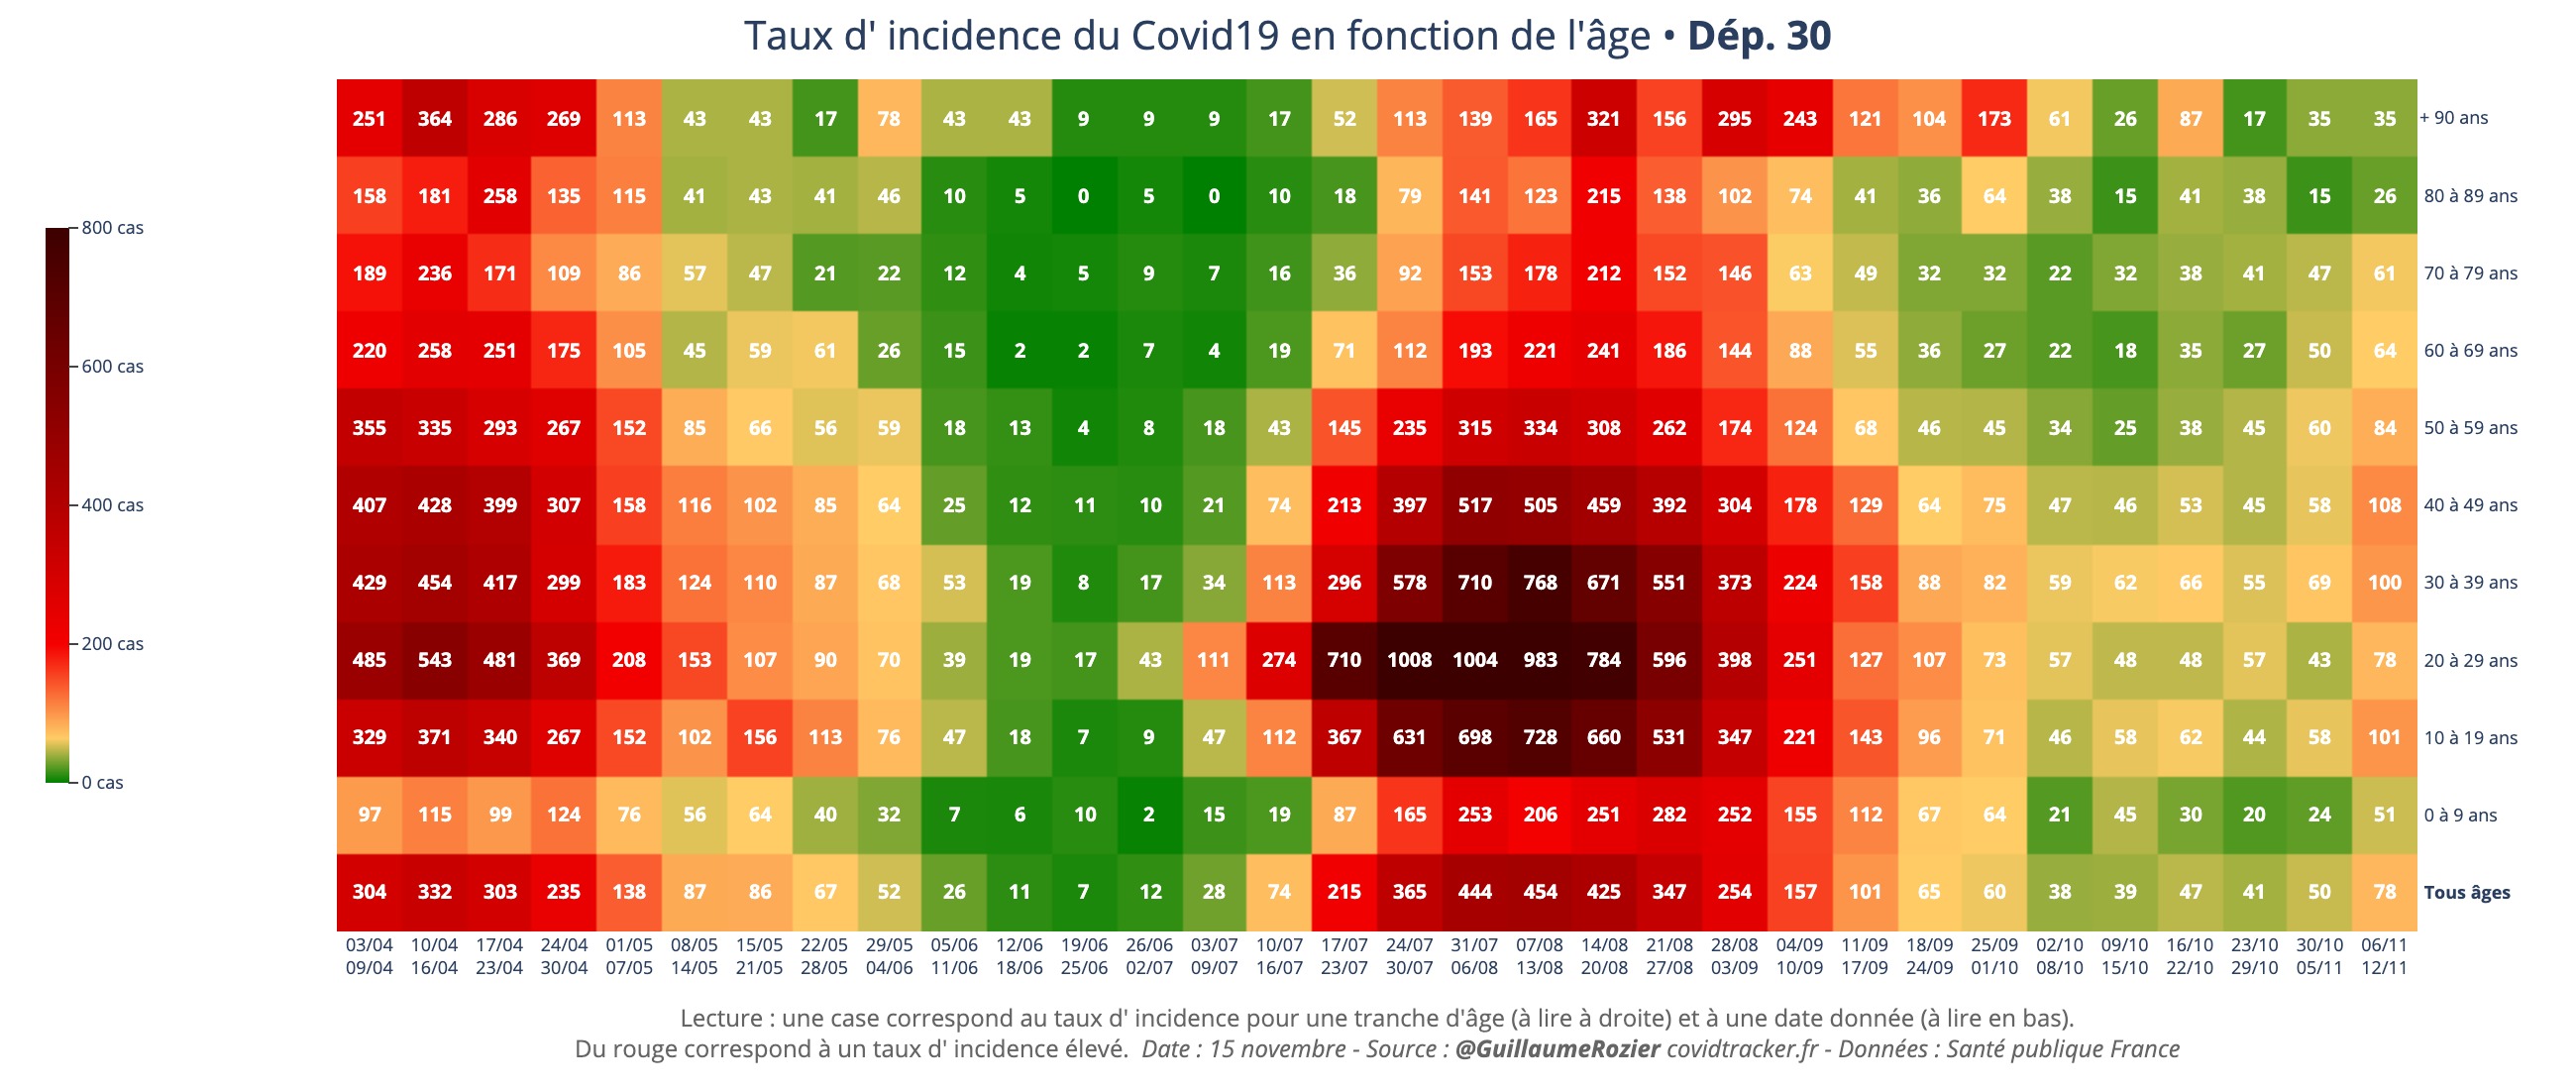 Taux d' incidence du Covid19 en fonction de l'âge • Dép. 30
800 cas
600 cas
400 cas
200 cas
0 cas
251 364 286 269 113 43 43 17 78 43 43 9 9 9 17 52 113 139 165 321 156 295 243 121 104 173 61 26 87 17 35 35 + 90 ans
158 181 258 135 115 41 43 41 46 10 5 0 5 0 10 18 79 141 123 215 138 102 74 41 36 64 38 15 41 38 15 26 80 à 89 ans
189 236 171 109 86 57 47 21 22 12 4 5 9 7 16 36 92 153 178 212 152 146 63 49 32 32 22 32 38 41 47 61 70 à 79 ans
220 258 251 175 105 45 59 61 26 15 2 2 7 4 19 71 112 193 221 241 186 144 88 55 36 27 22 18 35 27 50 64 60 à 69 ans
355 335 293 267 152 85 66 56 59 18 13 4 8 18 43 145 235 315 334 308 262 174 124 68 46 45 34 25 38 45 60 84 50 à 59 ans
407 428 399 307 158 116 102 85 64 25 12 11 10 21 74 213 397 517 505 459 392 304 178 129 64 75 47 46 53 45 58 108 40 à 49 ans
429 454 417 299 183 124 110 87 68 53 19 8 17 34 113 296 578 710 768 671 551 373 224 158 88 82 59 62 66 55 69 100 30 à 39 ans
485 543 481 369 208 153 107 90 70 39 19 17 43 111 274 710 1008 1004 983 784 596 398 251 127 107 73 57 48 48 57 43 78 20 à 29 ans
329 371 340 267 152 102 156 113 76 47 18 7 9 47 112 367 631 698 728 660 531 347 221 143 96 71 46 58 62 44 58 101 10 à 19 ans
97 115 99 124 76 56 64 40 32 7 6 10 2 15 19 87 165 253 206 251 282 252 155 112 67 64 21 45 30 20 24 51 0 à 9 ans
304 332 303 235 138 87 86 67 52 26 11 7 12 28 74 215 365 444 454 425 347 254 157 101 65 60 38 39 47 41 50 78 Tous âges
03/04 10/04 17/04 24/04 01/05 08/05 15/05 22/05 29/05 05/06 12/06 19/06 26/06 03/07 10/07 17/07 24/07 31/07 07/08 14/08 21/08 28/08 04/09 11/09 18/09 25/09 02/10 09/10 16/10 23/10 30/10 06/11
09/04 16/04 23/04 30/04 07/05 14/05 21/05 28/05 04/06 11/06 18/06 25/06 02/07 09/07 16/07 23/07 30/07 06/08 13/08 20/08 27/08 03/09 10/09 17/09 24/09 01/10 08/10 15/10 22/10 29/10 05/11 12/11
Lecture : une case correspond au taux d' incidence pour une tranche d'âge (à lire à droite) et à une date donnée (à lire en bas).
Du rouge correspond à un taux d' incidence élevé. Date : 15 novembre - Source : @GuillaumeRozier covidtracker.fr - Données : Santé publique France